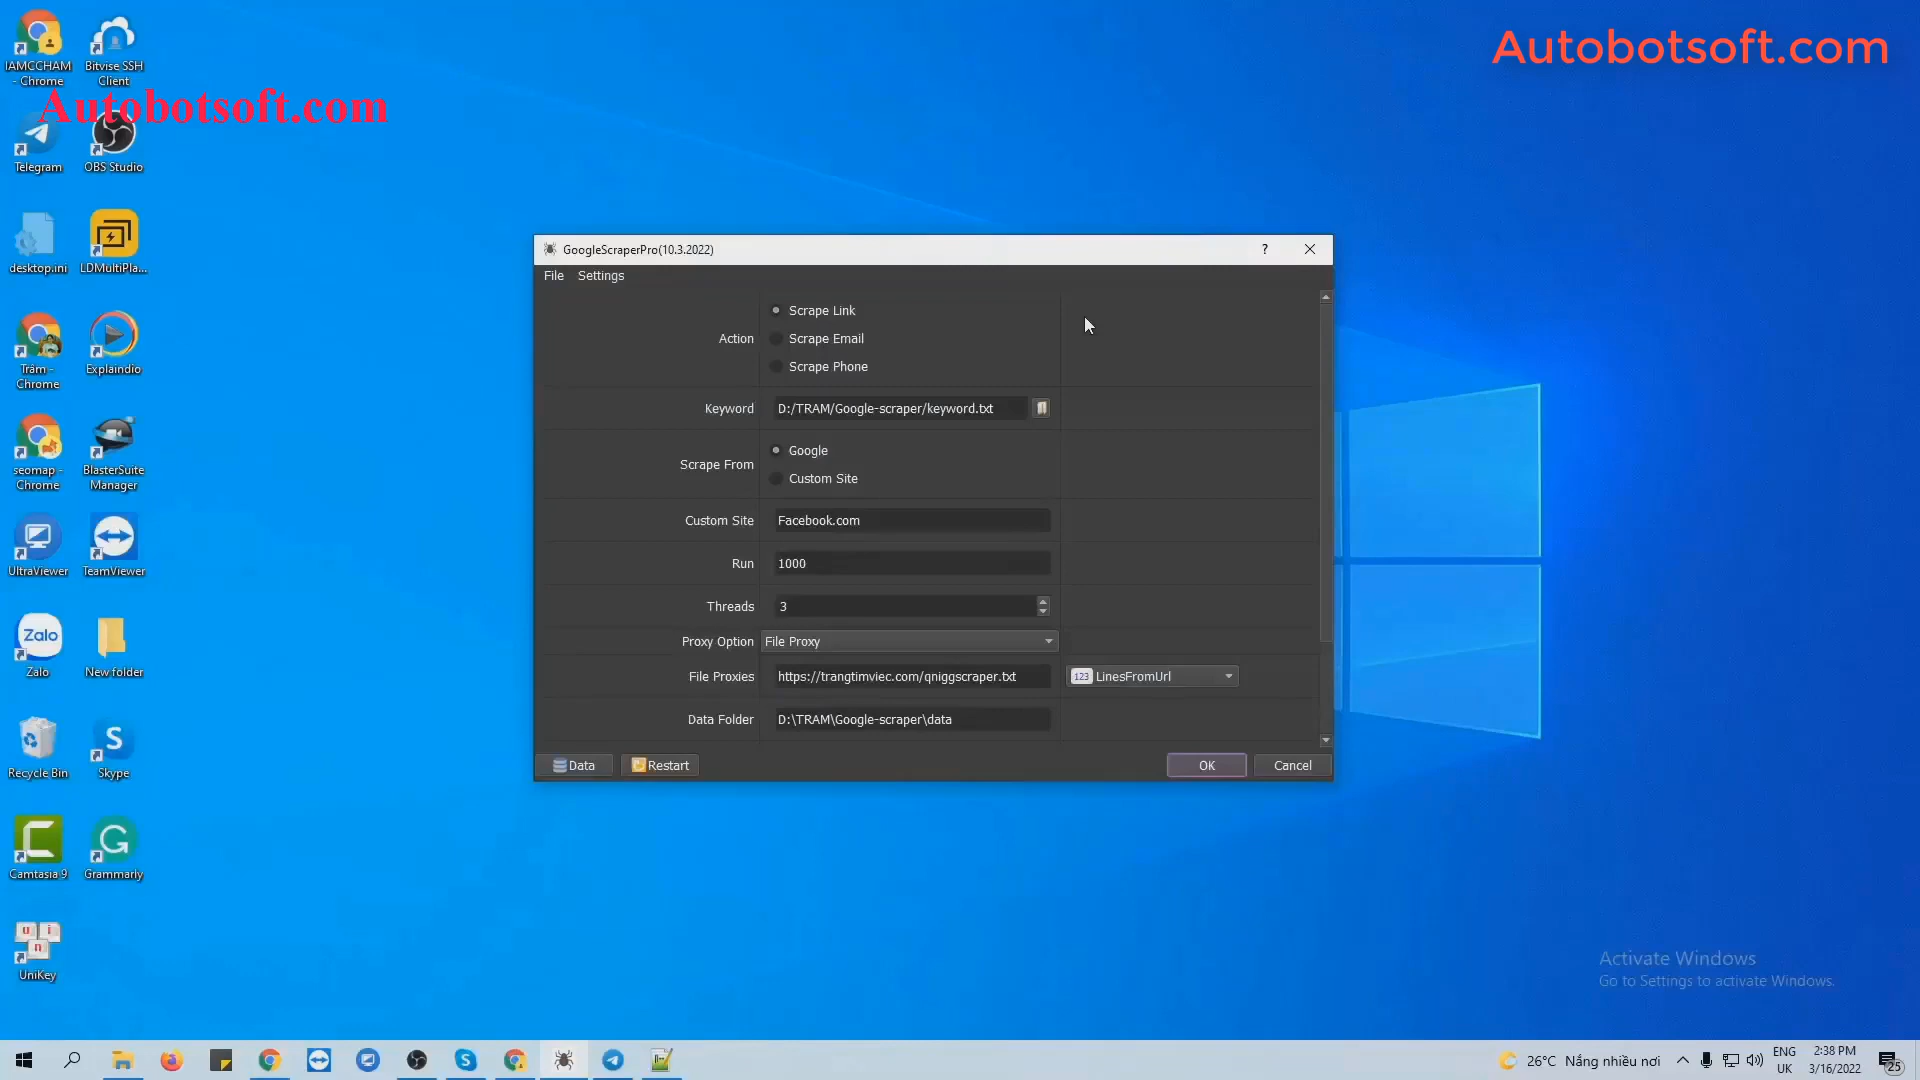 Autobotsoft.com
IAMCCHAM
- Chrome
Bitvise SSH
Client
Autobotsoft.com
Telegram
OBS Studio
desktop.ini
LDMultiPla...
Trâm -
Chrome
Explaindio
seomap -
Chrome
BlasterSuite
Manager
UltraViewer
TeamViewer
Zalo
Zalo
New folder
Recycle Bin
Skype
Camtasia 9
Grammarly
UniKey
GoogleScraperPro(10.3.2022)
?
File Settings
Action
Scrape Link
Scrape Email
Scrape Phone
Keyword D:/TRAM/Google-scraper/keyword.txt
Scrape From
Google
Custom Site
Custom Site Facebook.com
Run 1000
Threads 3
Proxy Option File Proxy
File Proxies https://trangtimviec.com/qniggscraper.txt 123 LinesFromUrl
Data Folder D:\TRAM\Google-scraper\data
Data Restart OK Cancel
Activate Windows
Go to Settings to activate Windows.
26°C Nắng nhiều nơi
ENG
UK
2:38 PM
3/16/2022
25